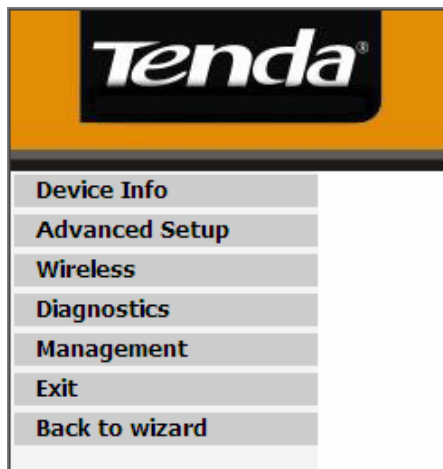 Tenda®
Device Info
Advanced Setup
Wireless
Diagnostics
Management
Exit
Back to wizard